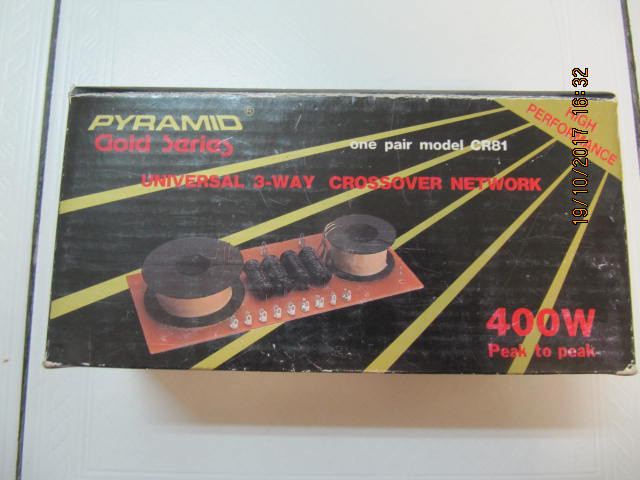 PYRAMID®
Gold Series
one pair model CR81
HIGH
PERFORMANCE
UNIVERSAL 3-WAY CROSSOVER NETWORK
400W
Peak to peak
19/10/2017 16:32